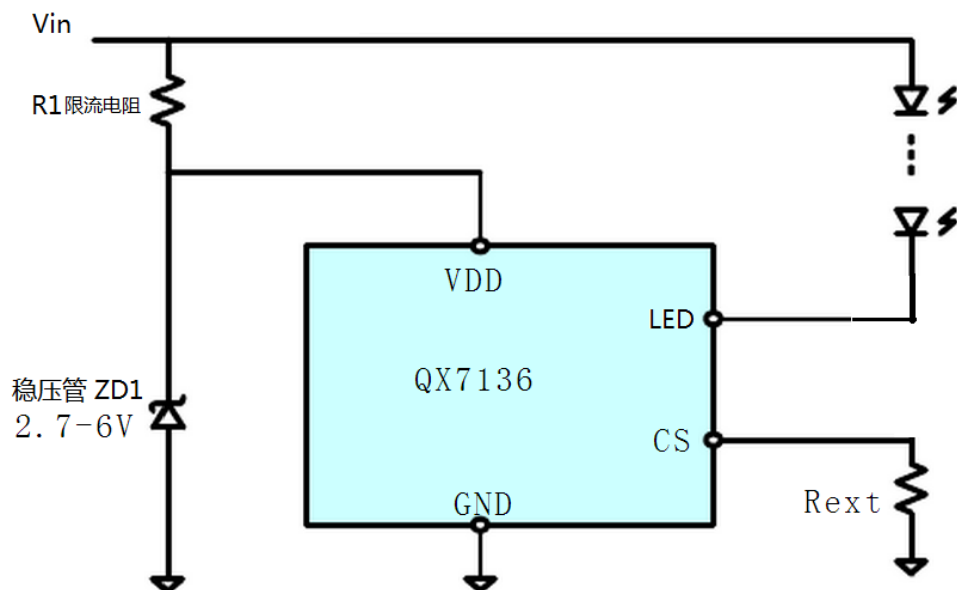 Vin
R1限流电阻
VDD
LED
QX7136
稳压管 ZD1
2.7-6V
CS
GND
Rext